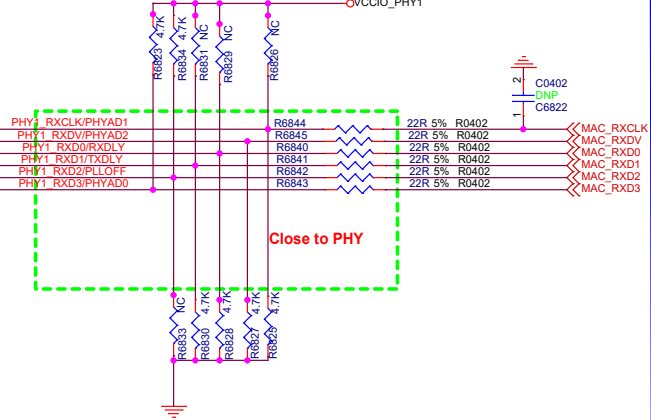 VCCIO_PHY1
R6823 4.7K
R6834 4.7K
R6831 NC
R6829 NC
R6826 NC
2
C0402
DNP
C6822
1
PHY1_RXCLK/PHYAD1 R6844 22R 5% R0402 MAC_RXCLK
PHY1_RXDV/PHYAD2 R6845 22R 5% R0402 MAC_RXDV
PHY1_RXD0/RXDLY R6840 22R 5% R0402 MAC_RXD0
PHY1_RXD1/TXDLY R6841 22R 5% R0402 MAC_RXD1
PHY1_RXD2/PLLOFF R6842 22R 5% R0402 MAC_RXD2
PHY1_RXD3/PHYAD0 R6843 22R 5% R0402 MAC_RXD3
Close to PHY
R6833 NC
R6830 4.7K
R6828 4.7K
R6827 4.7K
R6825 4.7K